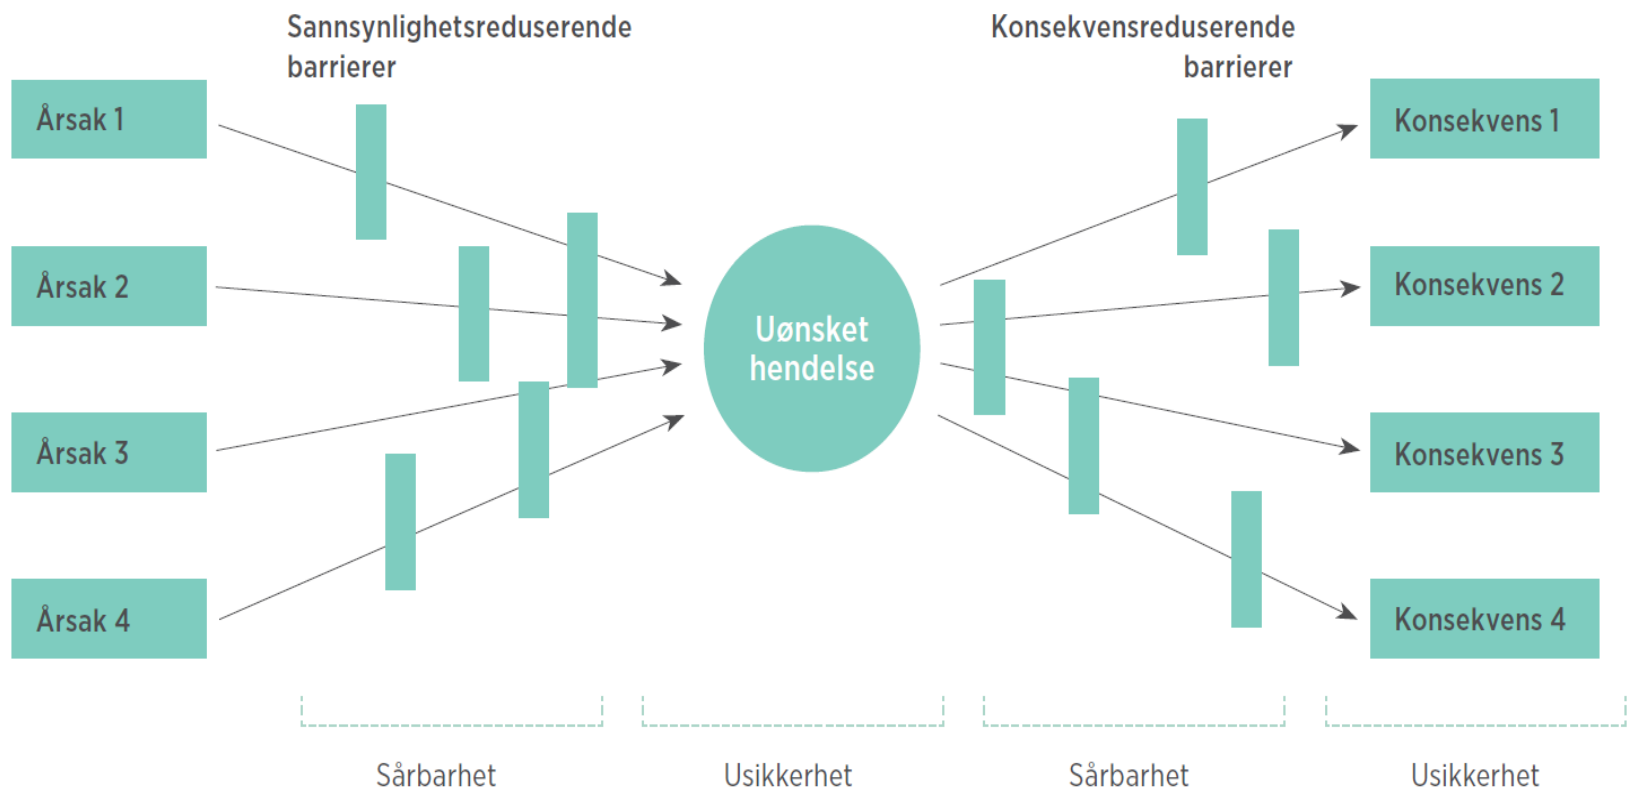 Sannsynlighetsreduserende
barrierer
Konsekvensreduserende
barrierer
Årsak 1
Årsak 2
Årsak 3
Årsak 4
Uønsket
hendelse
Konsekvens 1
Konsekvens 2
Konsekvens 3
Konsekvens 4
Sårbarhet
Usikkerhet
Sårbarhet
Usikkerhet